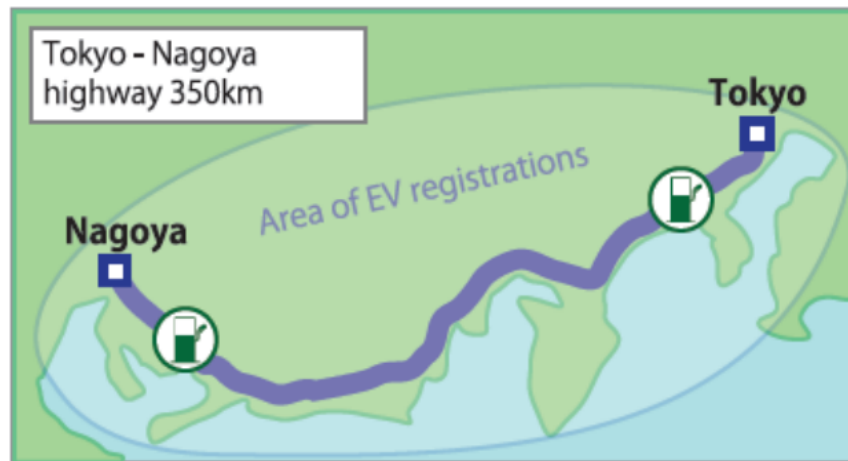 Tokyo - Nagoya
highway 350km
Tokyo
Area of EV registrations
Nagoya